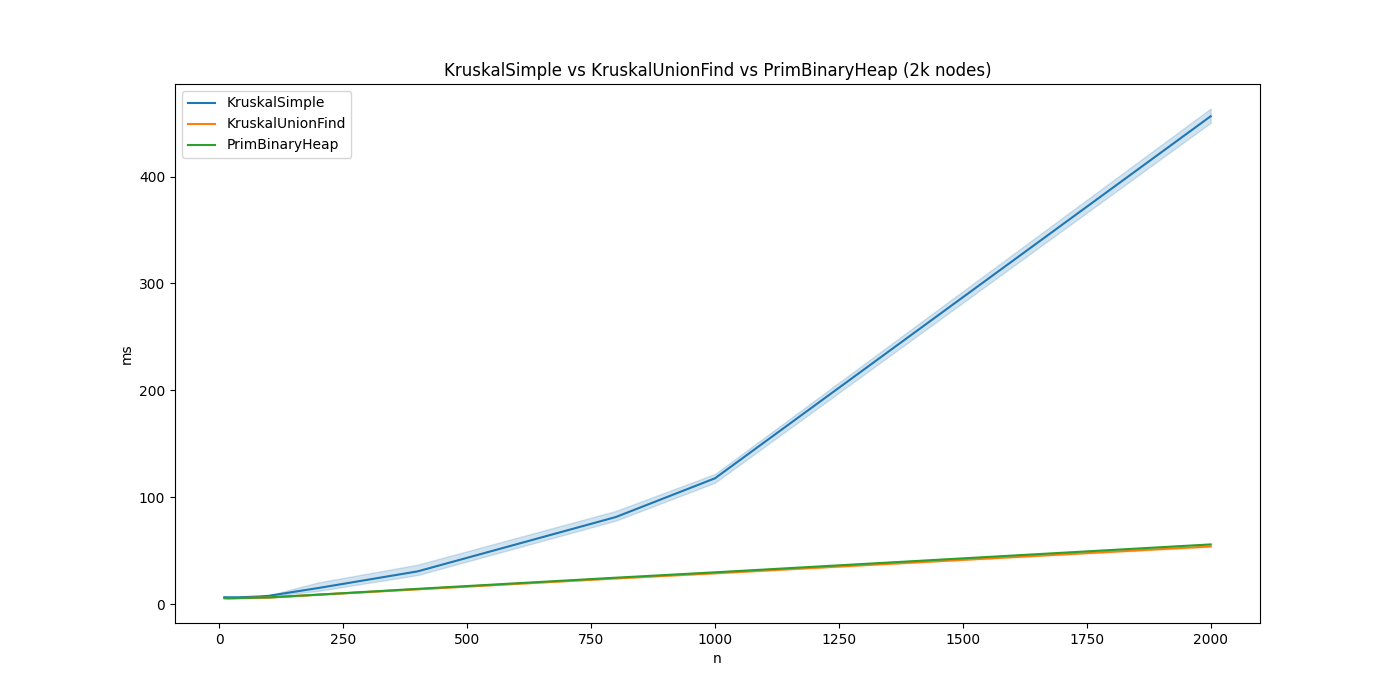 KruskalSimple vs KruskalUnionFind vs PrimBinaryHeap (2k nodes)
KruskalSimple
KruskalUnionFind
PrimBinaryHeap
400
300
200
100
0
ms
0 250 500 750 1000 1250 1500 1750 2000
n